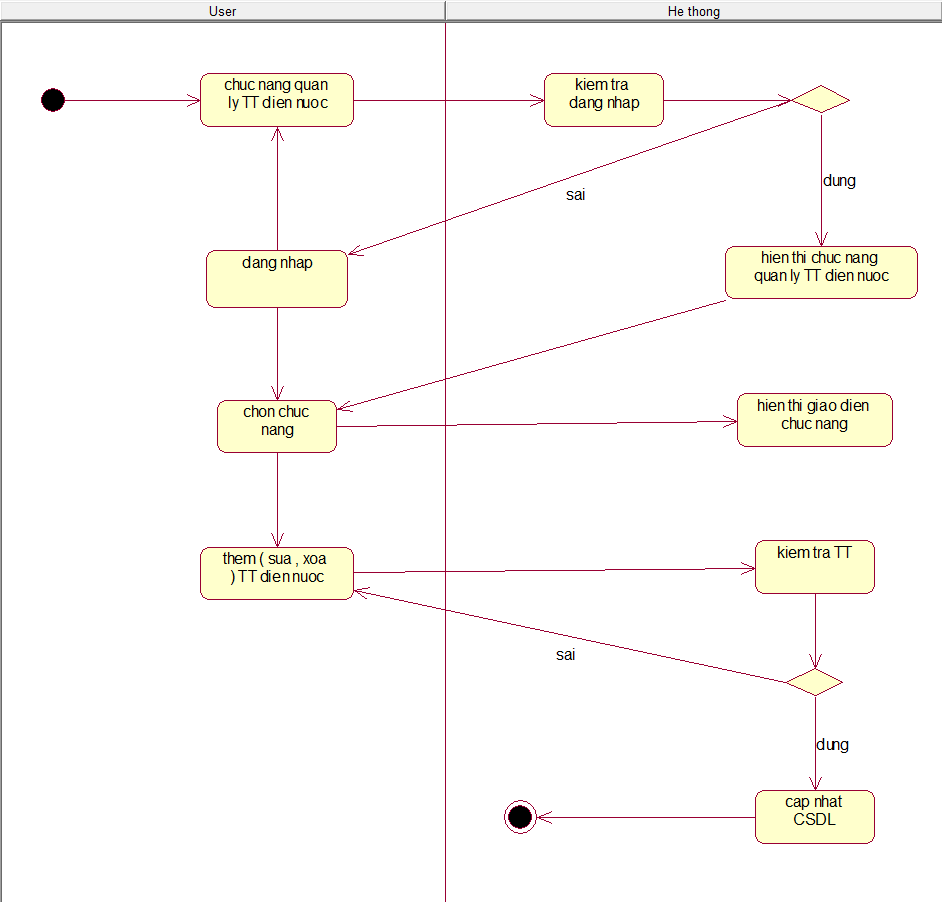 User
He thong
chuc nang quan
ly TT dien nuoc
kiem tra
dang nhap
dung
sai
dang nhap
hien thi chuc nang
quan ly TT dien nuoc
chon chuc
nang
hien thi giao dien
chuc nang
them ( sua , xoa
) TT dien nuoc
kiem tra TT
sai
dung
cap nhat
CSDL